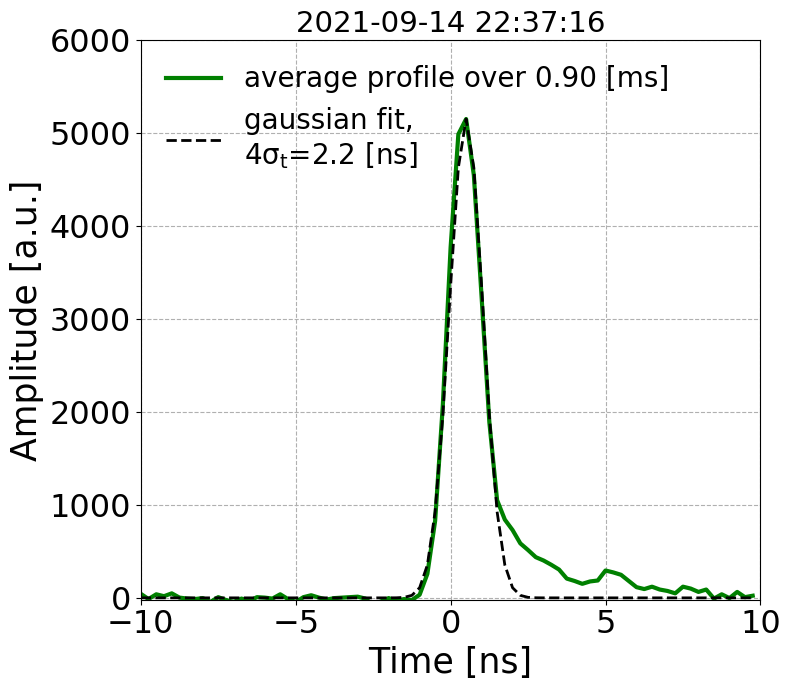 2021-09-14 22:37:16
average profile over 0.90 [ms]
gaussian fit,
4σt=2.2 [ns]
6000
5000
4000
3000
2000
1000
0
Amplitude [a.u.]
−10
−5
0
5
10
Time [ns]